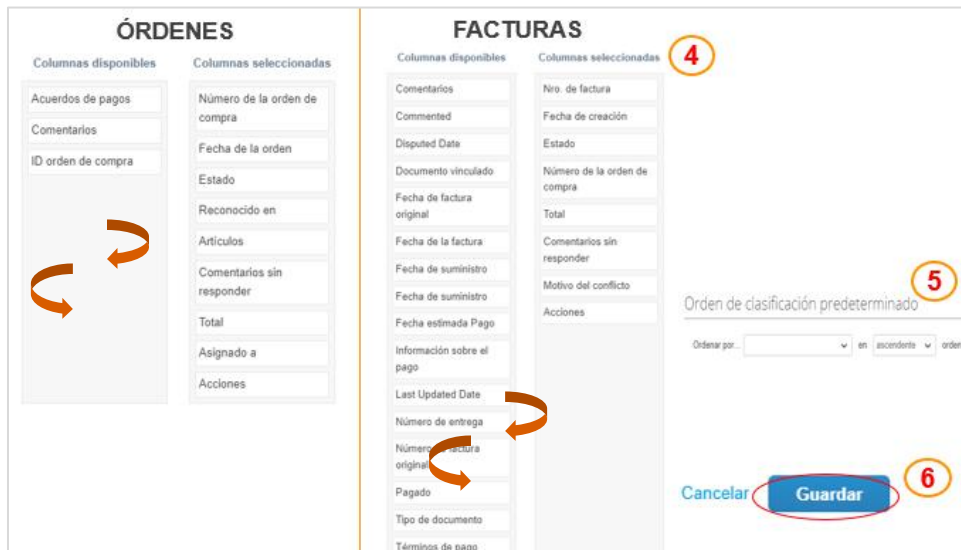 ÓRDENES
Columnas disponibles
Acuerdos de pagos
Comentarios
ID orden de compra
Columnas seleccionadas
Número de la orden de
compra
Fecha de la orden
Estado
Reconocido en
Artículos
Comentarios sin
responder
Total
Asignado a
Acciones
FACTURAS
Columnas disponibles
Comentarios
Commented
Disputed Date
Documento vinculado
Fecha de factura
original
Fecha de la factura
Fecha de suministro
Fecha de suministro
Fecha estimada Pago
Información sobre el
pago
Last Updated Date
Número de entrega
Número de factura
original
Pagado
Tipo de documento
Términos de pago
Columnas seleccionadas
Nro. de factura
Fecha de creación
Estado
Número de la orden de
compra
Total
Comentarios sin
responder
Motivo del conflicto
Acciones
4
5
Orden de clasificación predeterminado
Ordenar por... en ascendente orden
6
Cancelar Guardar